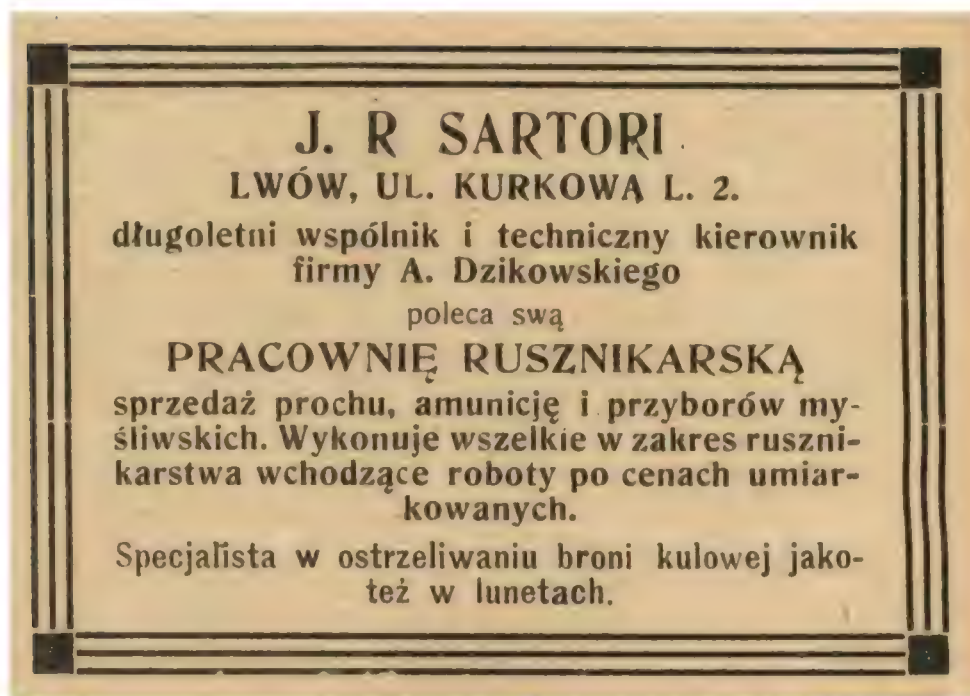 J. R SARTORI
LWÓW, UL. KURKOWA L. 2.
długoletni wspólnik i techniczny kierownik
firmy A. Dzikowskiego
poleca swą
PRACOWNIĘ RUSZNIKARSKĄ
sprzedaż prochu, amunicję i przyborów my-
śliwskich. Wykonuje wszelkie w zakres ruszni-
karstwa wchodzące roboty po cenach umiar-
kowanych.
Specjalista w ostrzeliwaniu broni kulowej jako-
też w lunetach.